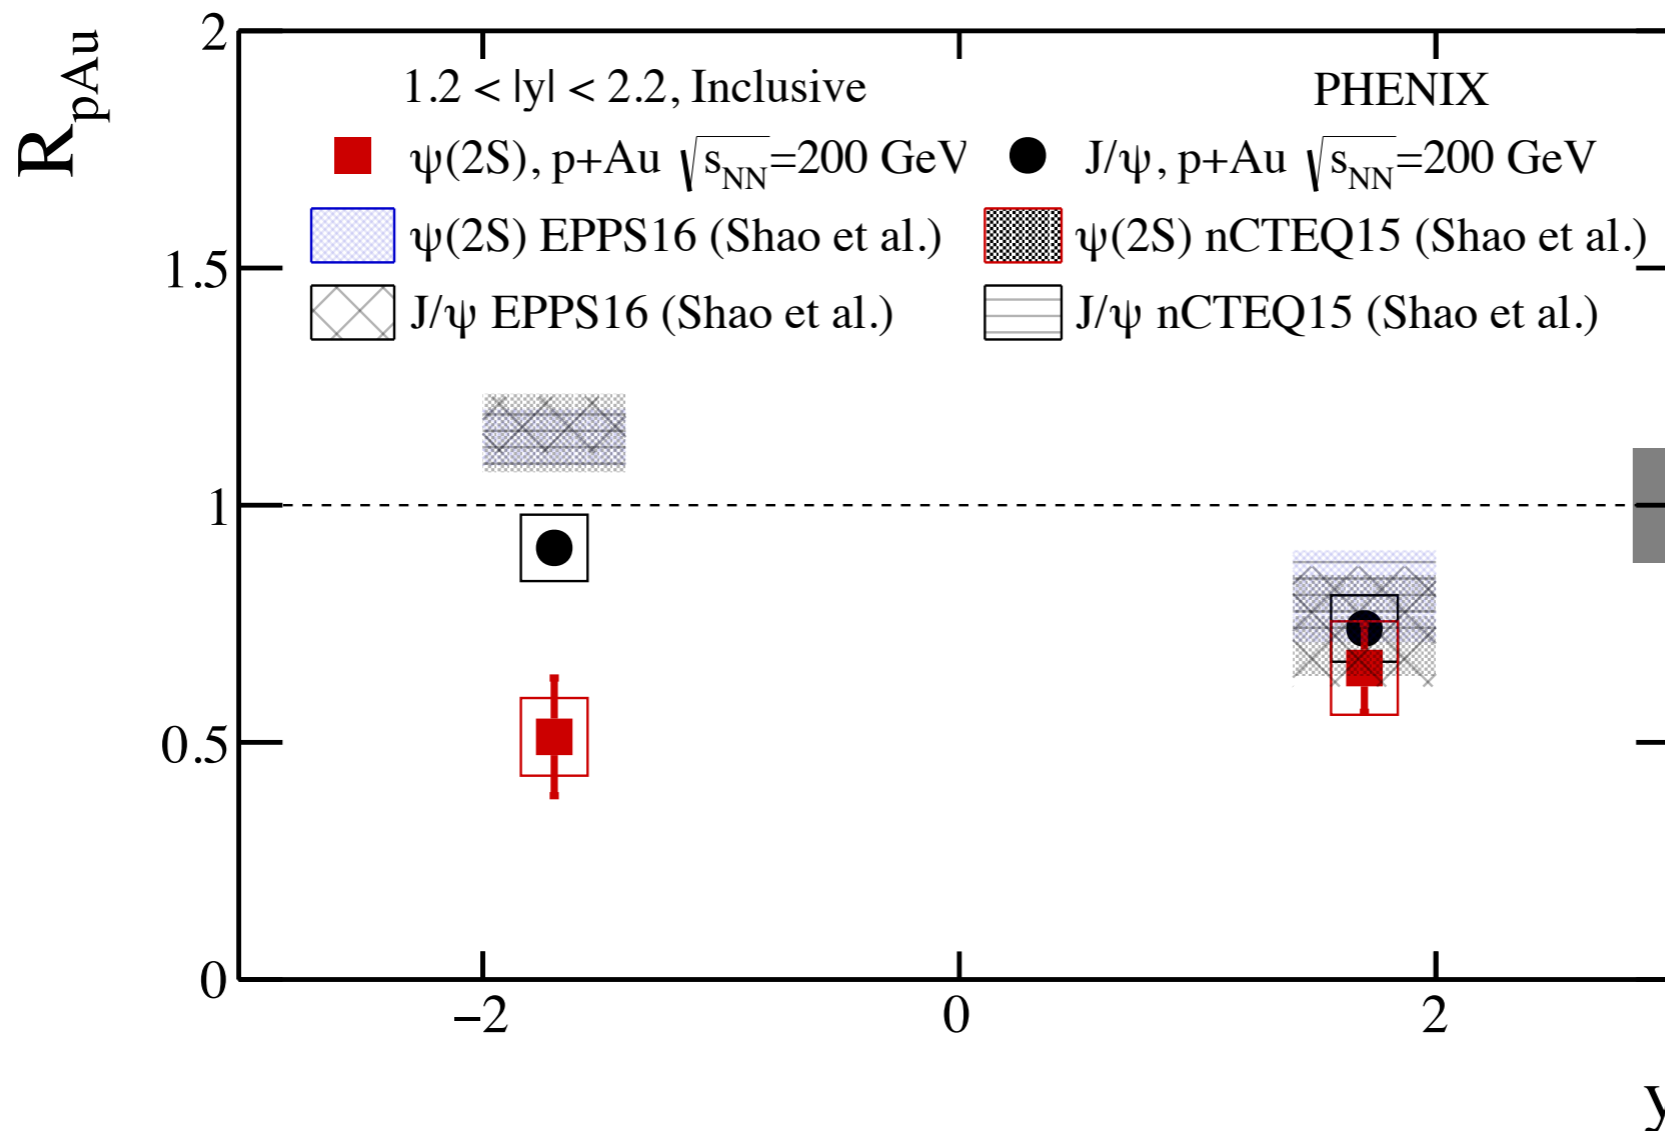 R_pAu
2
1.2 < |y| < 2.2, Inclusive PHENIX
ψ(2S), p+Au √s_NN=200 GeV J/ψ, p+Au √s_NN=200 GeV
ψ(2S) EPPS16 (Shao et al.) ψ(2S) nCTEQ15 (Shao et al.)
1.5
J/ψ EPPS16 (Shao et al.) J/ψ nCTEQ15 (Shao et al.)
1
0.5
0
−2 0 2
y